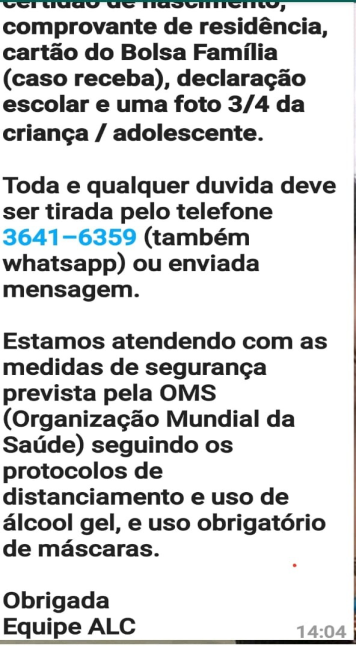 certidão de nascimento,
comprovante de residência,
cartão do Bolsa Família
(caso receba), declaração
escolar e uma foto 3/4 da
criança / adolescente.
Toda e qualquer duvida deve
ser tirada pelo telefone
3641-6359 (também
whatsapp) ou enviada
mensagem.
Estamos atendendo com as
medidas de segurança
prevista pela OMS
(Organização Mundial da
Saúde) seguindo os
protocolos de
distanciamento e uso de
álcool gel, e uso obrigatório
de máscaras.
Obrigada
Equipe ALC
14:04